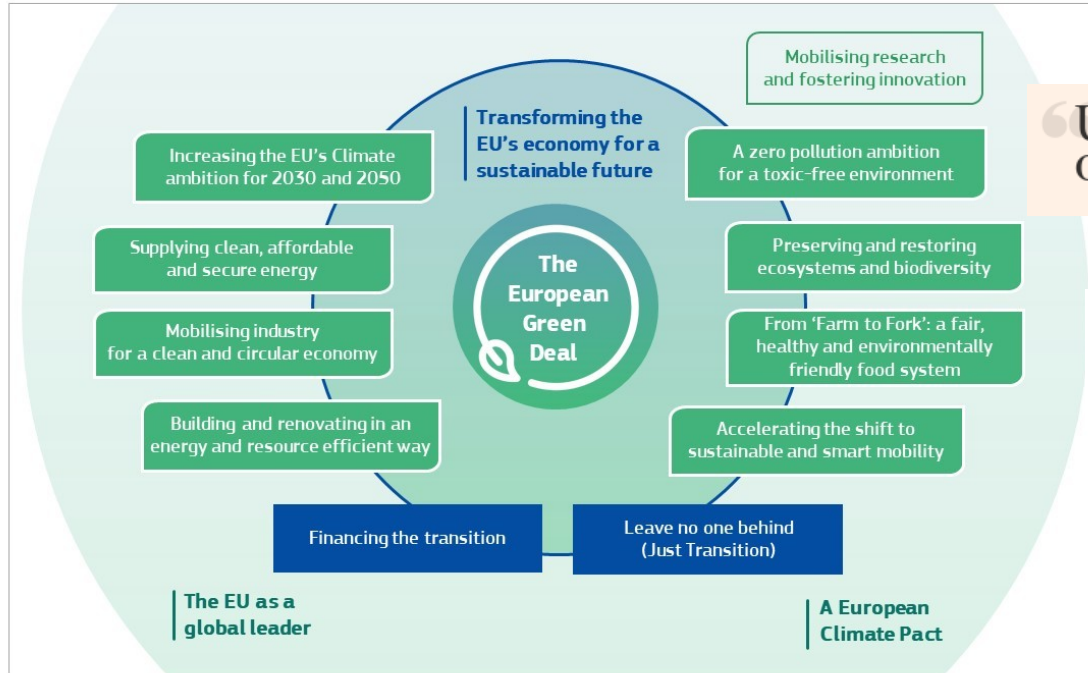 Mobilising research
and fostering innovation
Transforming the
EU's economy for a
sustainable future
Increasing the EU's Climate
ambition for 2030 and 2050
A zero pollution ambition
for a toxic-free environment
Supplying clean, affordable
and secure energy
Preserving and restoring
ecosystems and biodiversity
The
European
Green
Deal
Mobilising industry
for a clean and circular economy
From ‘Farm to Fork’: a fair,
healthy and environmentally
friendly food system
Building and renovating in an
energy and resource efficient way
Accelerating the shift to
sustainable and smart mobility
Financing the transition
Leave no one behind
(Just Transition)
The EU as a
global leader
A European
Climate Pact